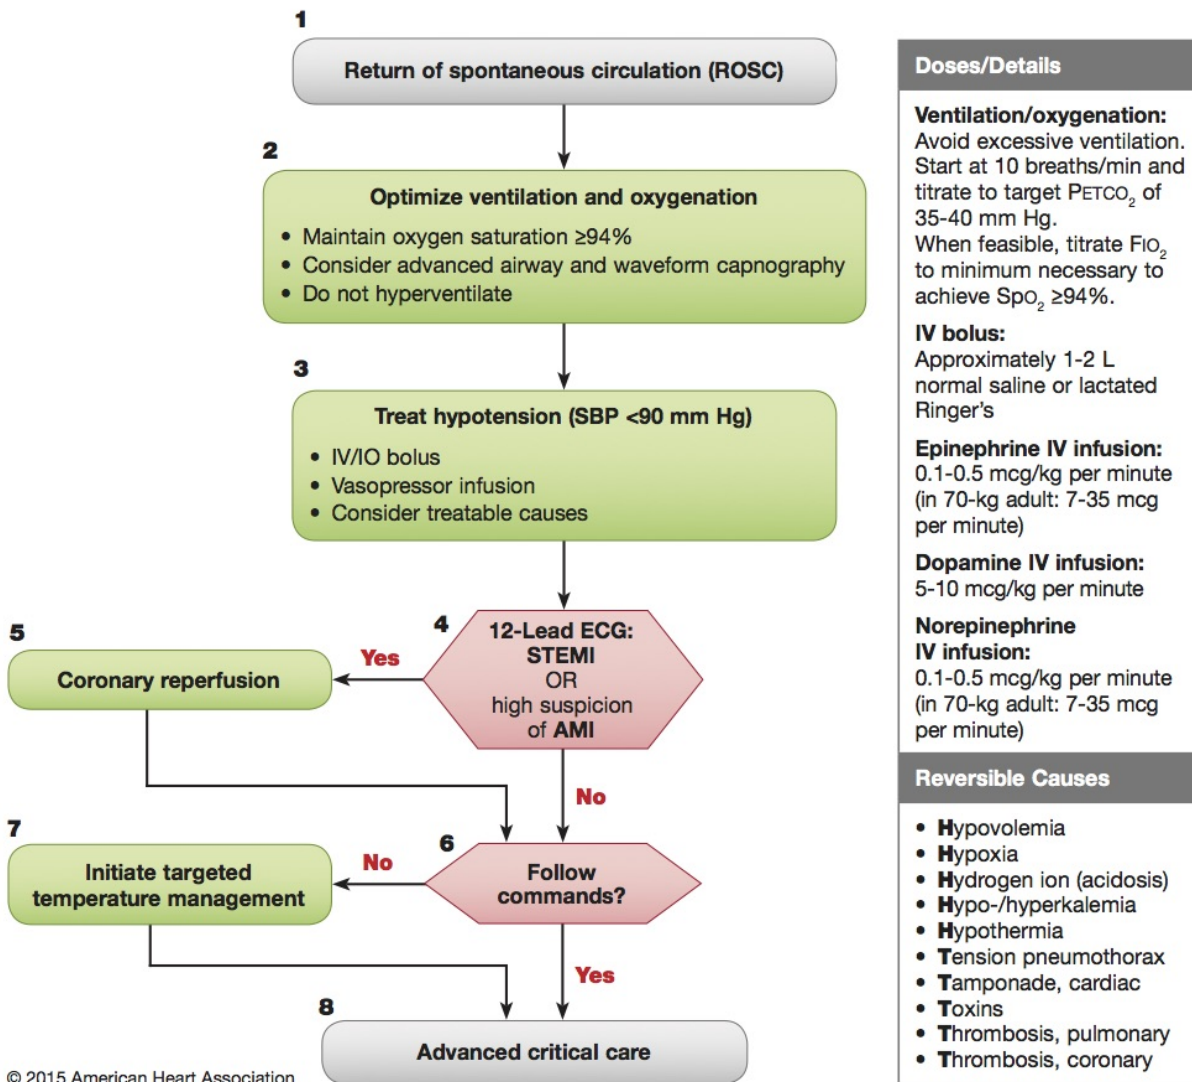 1
Return of spontaneous circulation (ROSC)
2
Optimize ventilation and oxygenation
• Maintain oxygen saturation ≥94%
• Consider advanced airway and waveform capnography
• Do not hyperventilate
3
Treat hypotension (SBP <90 mm Hg)
• IV/IO bolus
• Vasopressor infusion
• Consider treatable causes
4
12-Lead ECG:
STEMI
OR
high suspicion
of AMI
Yes
5
Coronary reperfusion
No
6
Follow
commands?
No
7
Initiate targeted
temperature management
Yes
8
Advanced critical care
© 2015 American Heart Association
Doses/Details
Ventilation/oxygenation:
Avoid excessive ventilation.
Start at 10 breaths/min and
titrate to target PETCO₂ of
35-40 mm Hg.
When feasible, titrate FIO₂
to minimum necessary to
achieve SpO₂ ≥94%.
IV bolus:
Approximately 1-2 L
normal saline or lactated
Ringer's
Epinephrine IV infusion:
0.1-0.5 mcg/kg per minute
(in 70-kg adult: 7-35 mcg
per minute)
Dopamine IV infusion:
5-10 mcg/kg per minute
Norepinephrine
IV infusion:
0.1-0.5 mcg/kg per minute
(in 70-kg adult: 7-35 mcg
per minute)
Reversible Causes
• Hypovolemia
• Hypoxia
• Hydrogen ion (acidosis)
• Hypo-/hyperkalemia
• Hypothermia
• Tension pneumothorax
• Tamponade, cardiac
• Toxins
• Thrombosis, pulmonary
• Thrombosis, coronary